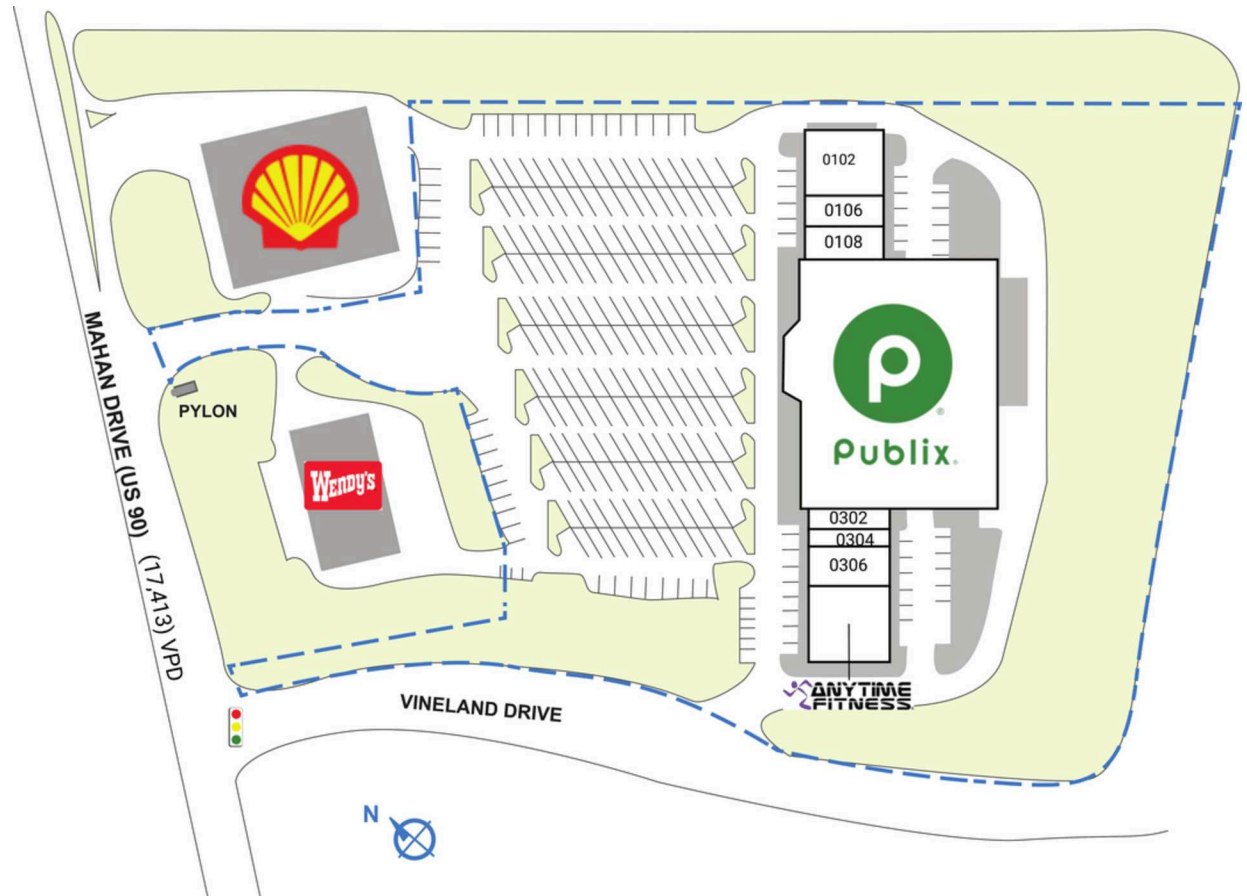 0102
0106
0108
MAHAN DRIVE (US 90) (17,413) VPD
PYLON
WENDY'S
P
Publix®
0302
0304
0306
ANYTIME
FITNESS
VINELAND DRIVE
N